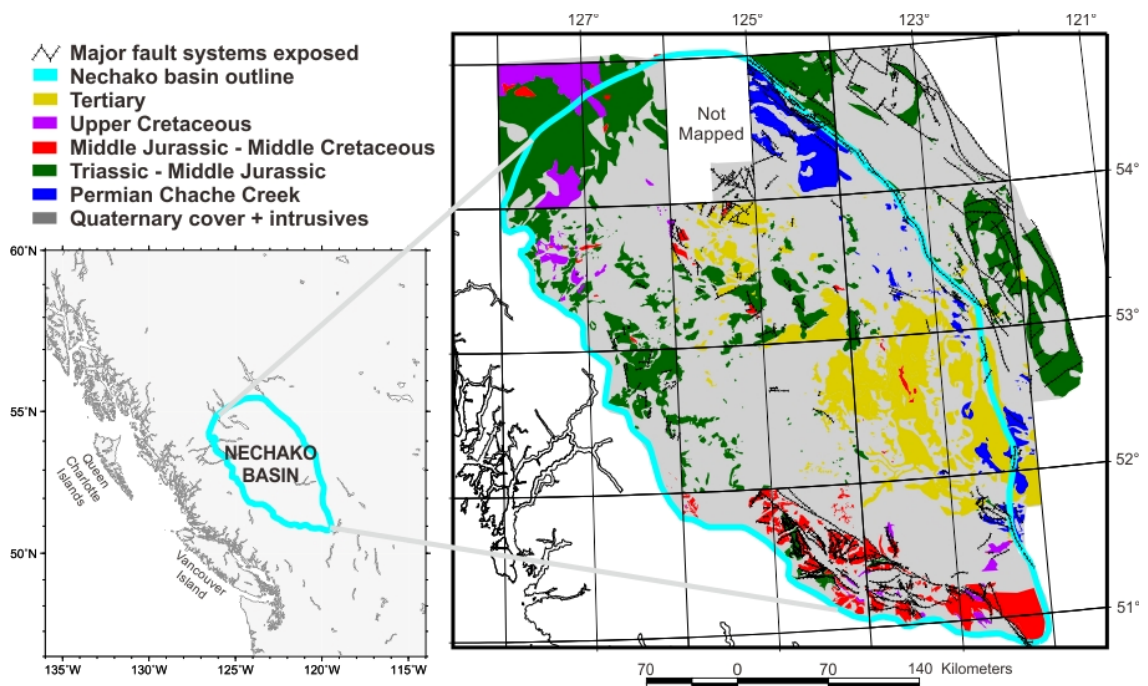 Major fault systems exposed
Nechako basin outline
Tertiary
Upper Cretaceous
Middle Jurassic - Middle Cretaceous
Triassic - Middle Jurassic
Permian Chache Creek
Quaternary cover + intrusives
127°
125°
123°
121°
Not
Mapped
54°
53°
52°
51°
60°N
55°N
50°N
NECHAKO
BASIN
Queen
Charlotte
Islands
Vancouver
Island
135°W
130°W
125°W
120°W
115°W
70 0 70 140 Kilometers